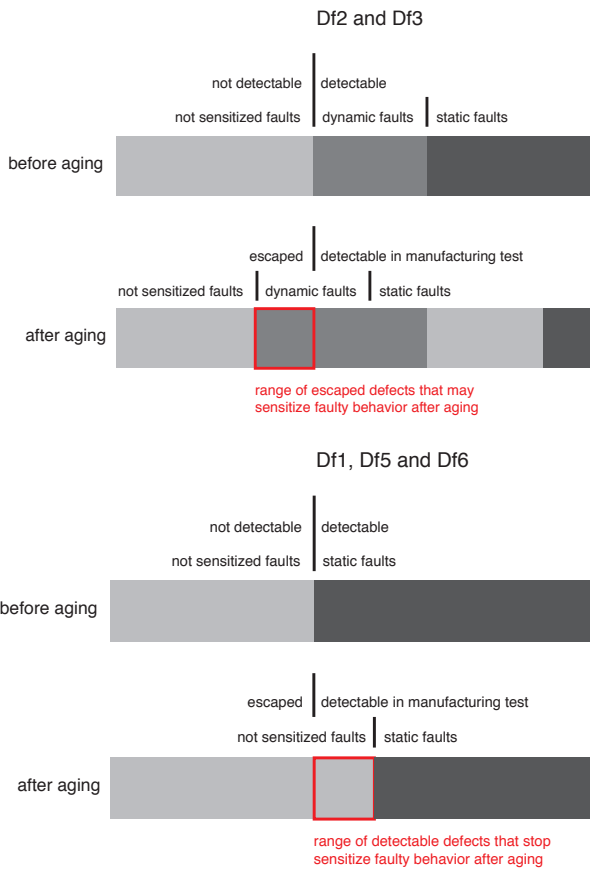 Df2 and Df3
not detectable detectable
not sensitized faults dynamic faults static faults
before aging
escaped detectable in manufacturing test
not sensitized faults dynamic faults static faults
after aging
range of escaped defects that may
sensitize faulty behavior after aging
Df1, Df5 and Df6
not detectable detectable
not sensitized faults static faults
before aging
escaped detectable in manufacturing test
not sensitized faults static faults
after aging
range of detectable defects that stop
sensitize faulty behavior after aging